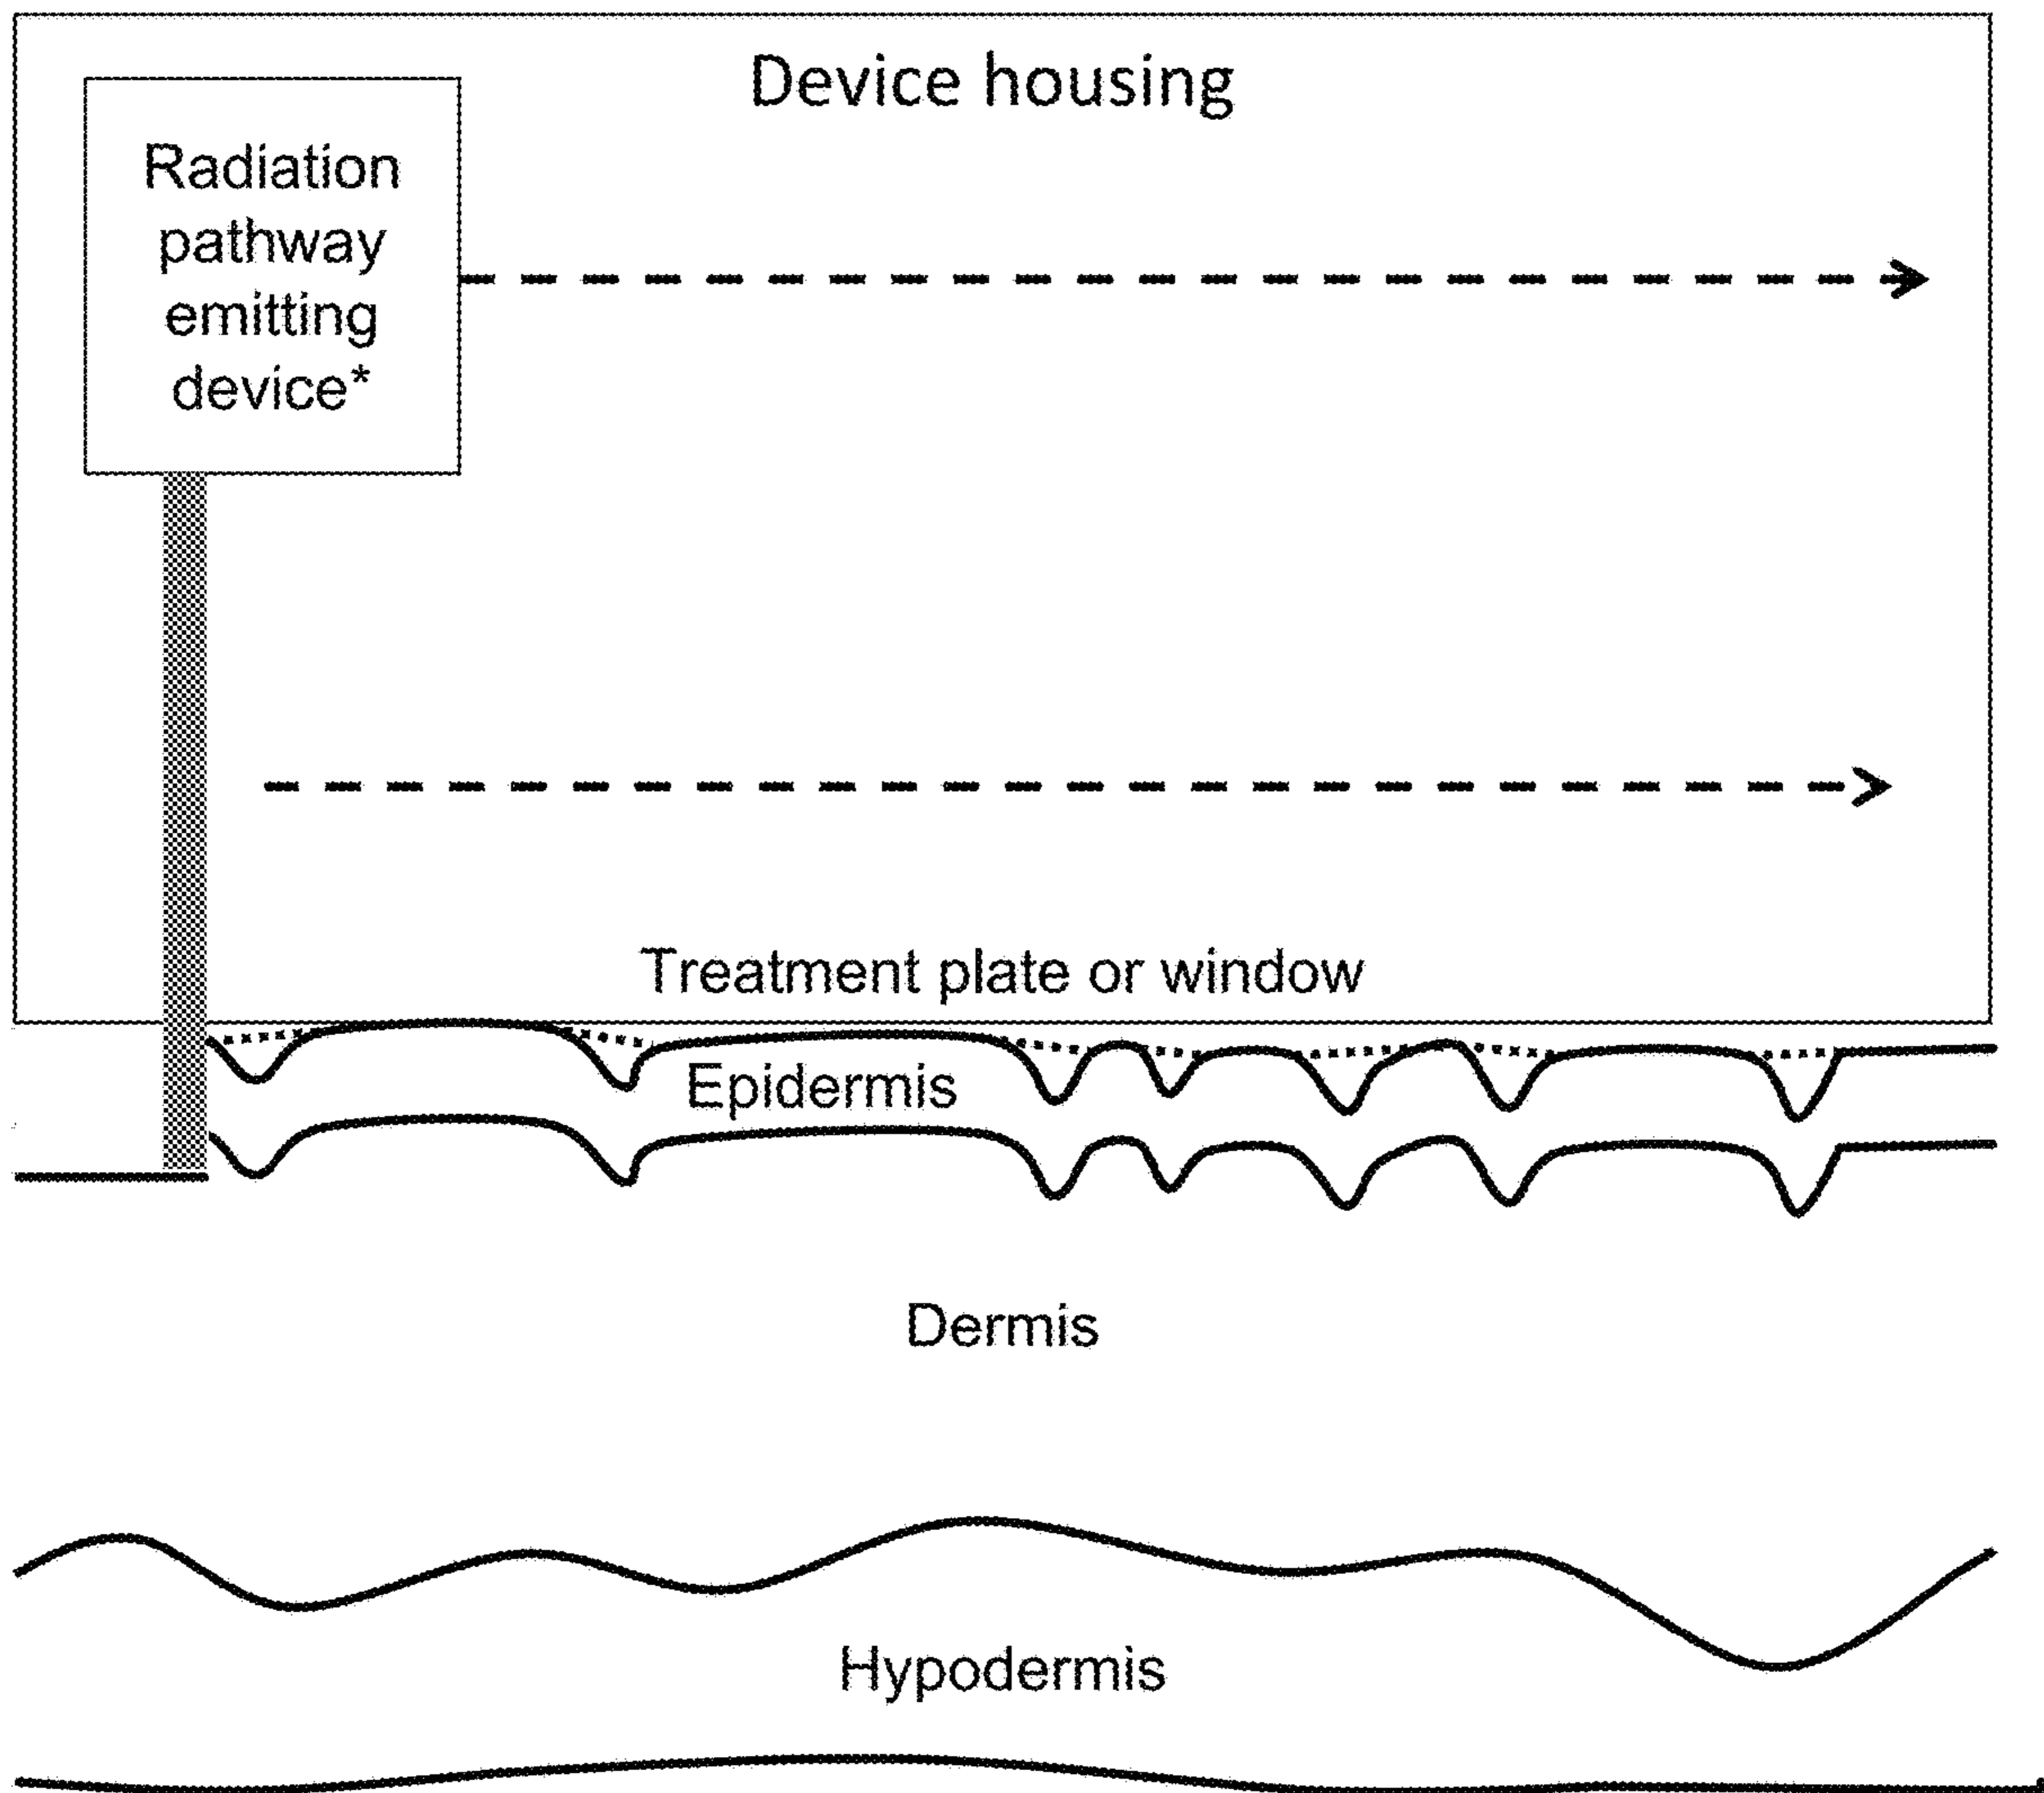 Device housing
Radiation
pathway
emitting
device*
Treatment plate or window
Epidermis
Dermis
Hypodermis